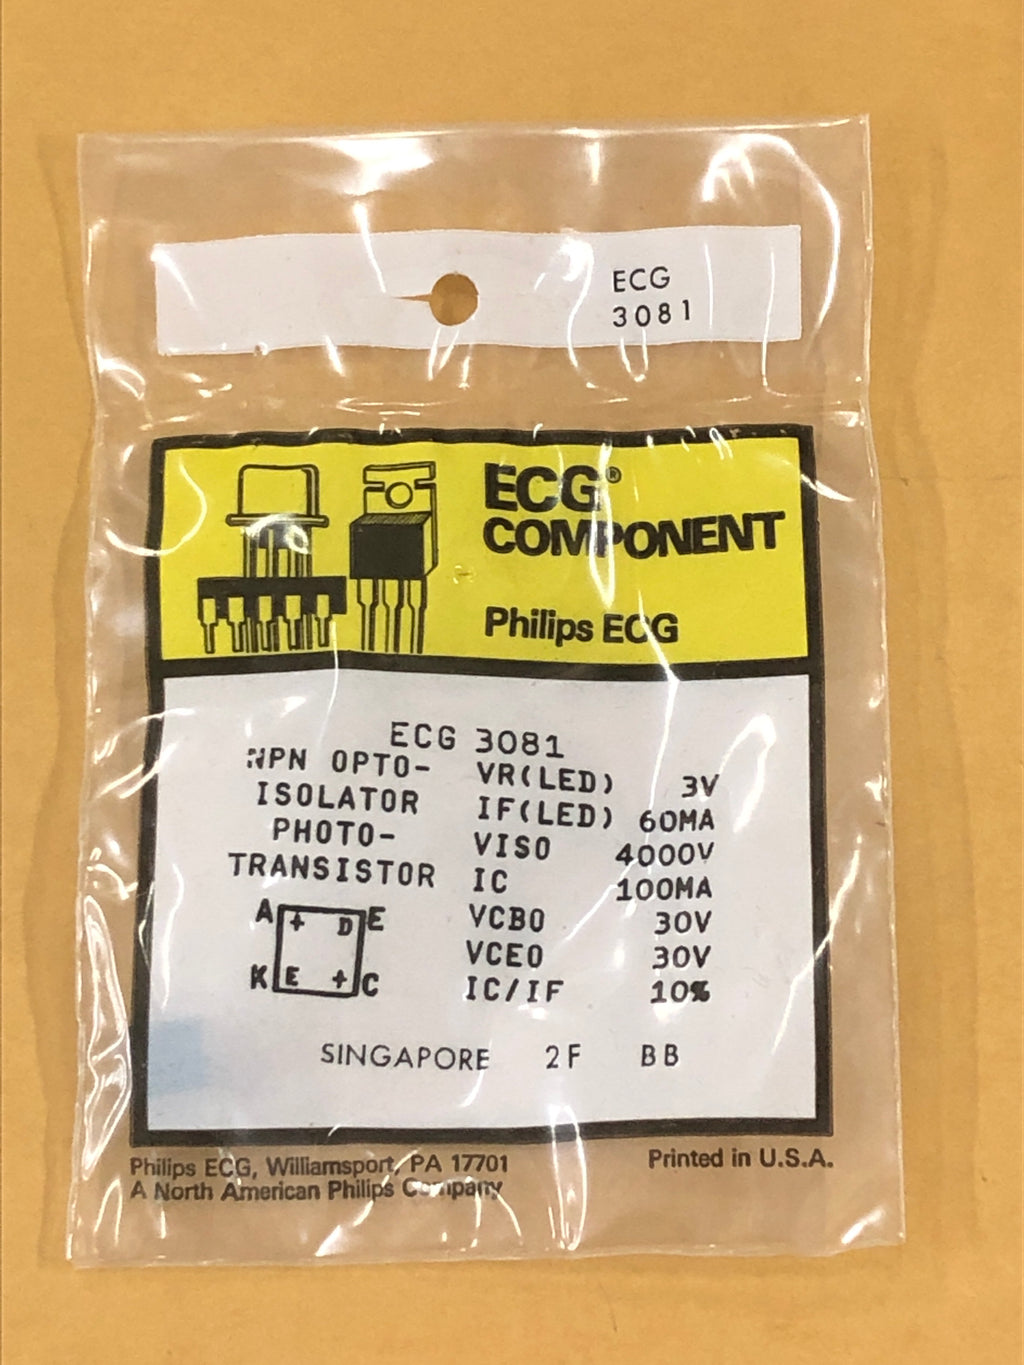 ECG
3081
ECG®
COMPONENT
Philips ECG
ECG 3081
NPN OPTO- VR(LED) 3V
ISOLATOR IF(LED) 60MA
PHOTO- VISO 4000V
TRANSISTOR IC 100MA
A + D E VCBO 30V
VCEO 30V
K E + C IC/IF 10%
SINGAPORE 2F BB
Philips ECG, Williamsport, PA 17701 Printed in U.S.A.
A North American Philips Company